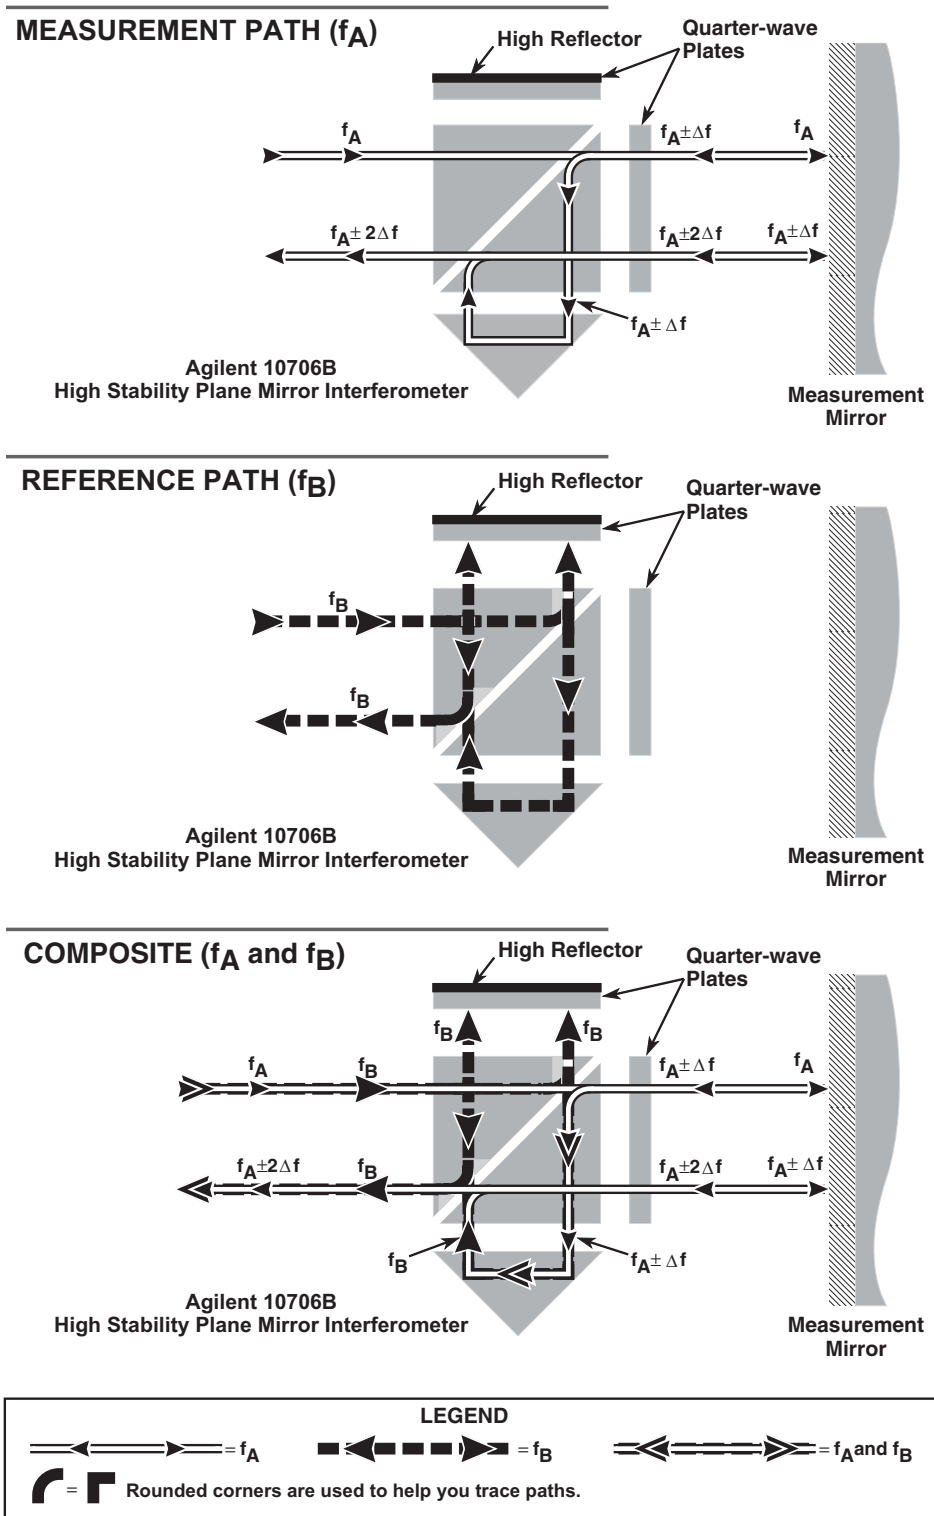 MEASUREMENT PATH (fA)
High Reflector
Quarter-wave
Plates
fA
fA±Δf
fA
fA± 2Δf
fA±2Δf
fA±Δf
fA± Δf
Agilent 10706B
High Stability Plane Mirror Interferometer
Measurement
Mirror
REFERENCE PATH (fB)
High Reflector
Quarter-wave
Plates
fB
fB
Agilent 10706B
High Stability Plane Mirror Interferometer
Measurement
Mirror
COMPOSITE (fA and fB)
High Reflector
Quarter-wave
Plates
fB
fB
fA
fB
fA±Δf
fA
fA±2Δf
fB
fA±2Δf
fA± Δf
fB
fA± Δf
Agilent 10706B
High Stability Plane Mirror Interferometer
Measurement
Mirror
LEGEND
= fA
= fB
= fA and fB
= Rounded corners are used to help you trace paths.